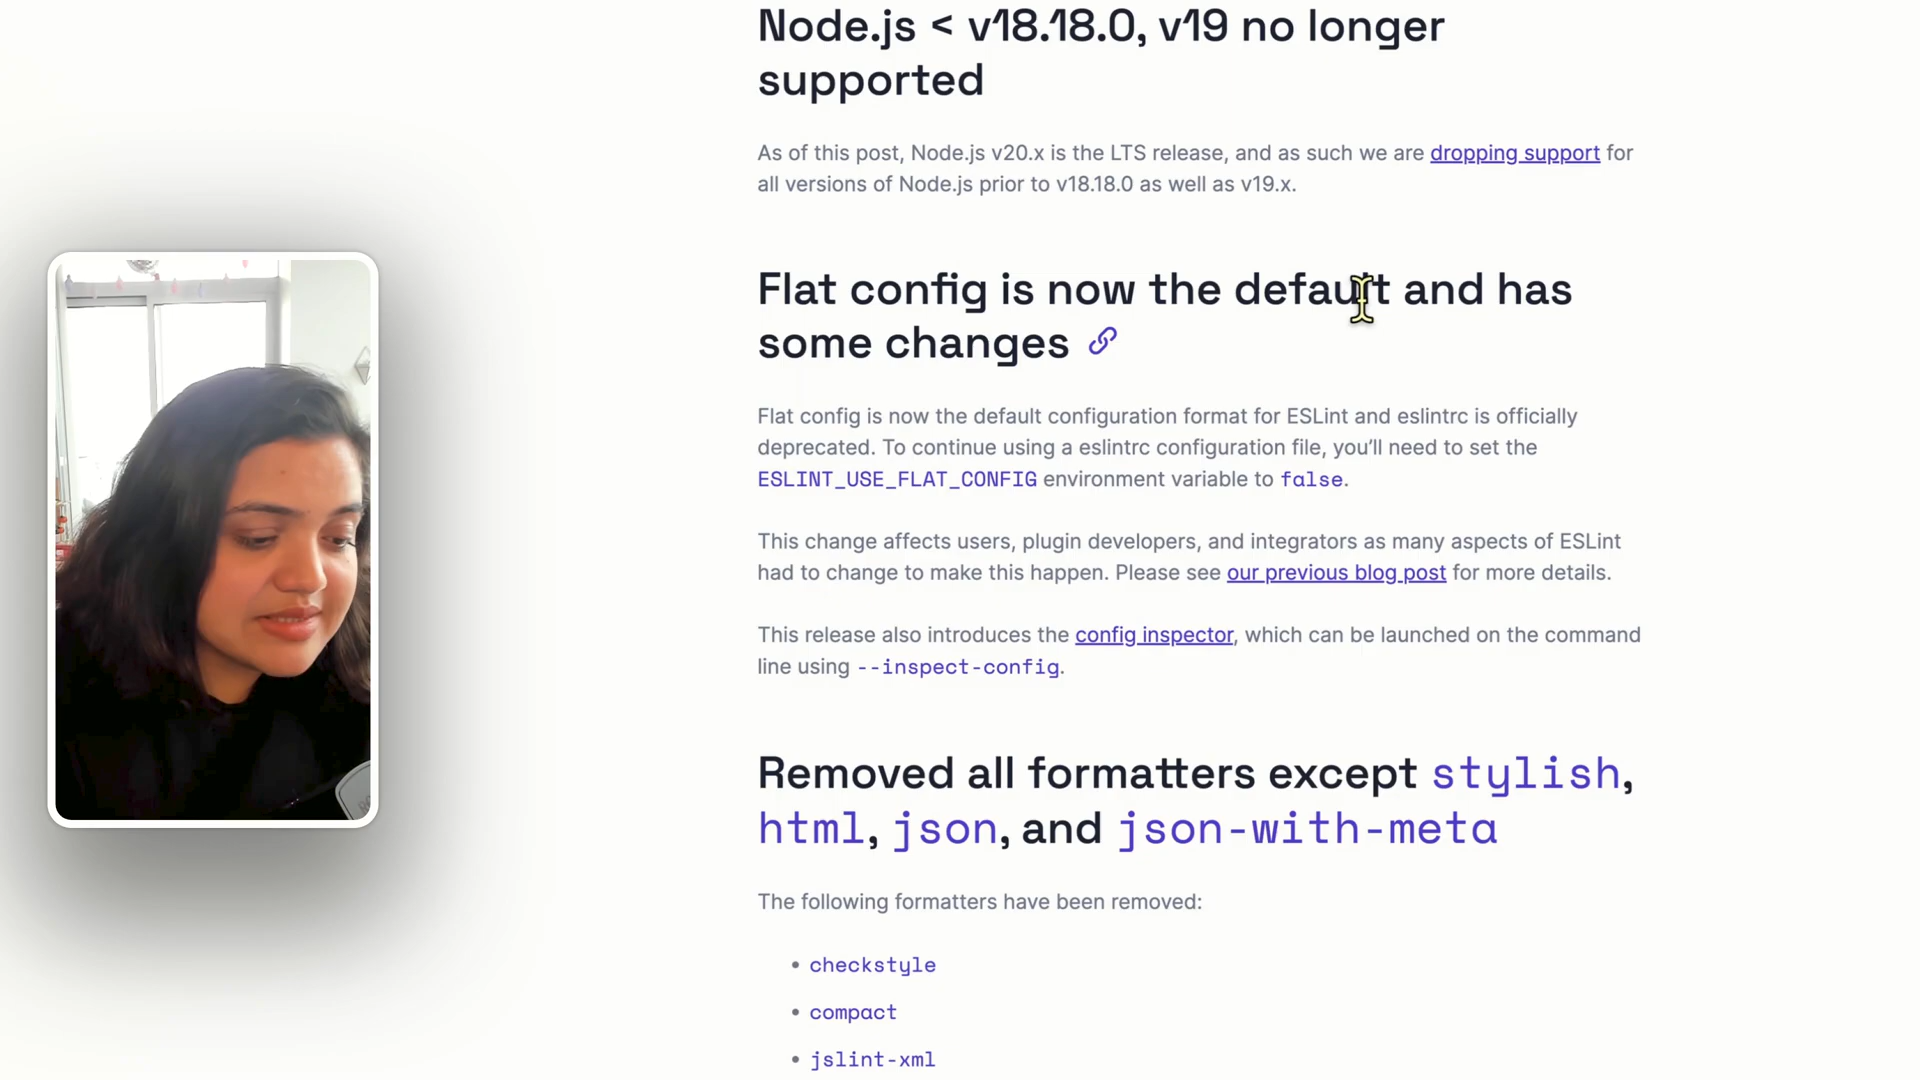 Node.js < v18.18.0, v19 no longer
supported
As of this post, Node.js v20.x is the LTS release, and as such we are dropping support for
all versions of Node.js prior to v18.18.0 as well as v19.x.
Flat config is now the default and has
some changes
Flat config is now the default configuration format for ESLint and eslintrc is officially
deprecated. To continue using a eslintrc configuration file, you’ll need to set the
ESLINT_USE_FLAT_CONFIG environment variable to false.
This change affects users, plugin developers, and integrators as many aspects of ESLint
had to change to make this happen. Please see our previous blog post for more details.
This release also introduces the config inspector, which can be launched on the command
line using --inspect-config.
Removed all formatters except stylish,
html, json, and json-with-meta
The following formatters have been removed:
• checkstyle
• compact
• jslint-xml